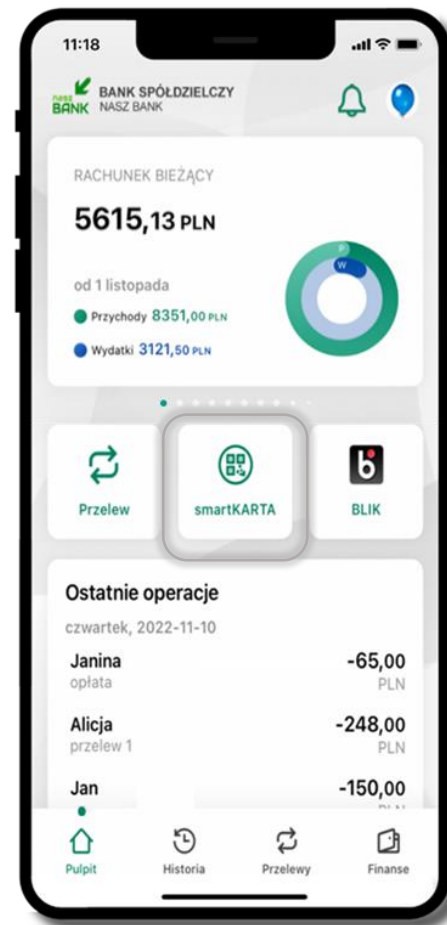 11:18
nasz BANK
BANK SPÓŁDZIELCZY
NASZ BANK
RACHUNEK BIEŻĄCY
5615,13 PLN
od 1 listopada
Przychody 8351,00 PLN
Wydatki 3121,50 PLN
P
W
Przelew
smartKARTA
BLIK
Ostatnie operacje
czwartek, 2022-11-10
Janina -65,00
opłata PLN
Alicja -248,00
przelew 1 PLN
Jan -150,00
Pulpit
Historia
Przelewy
Finanse